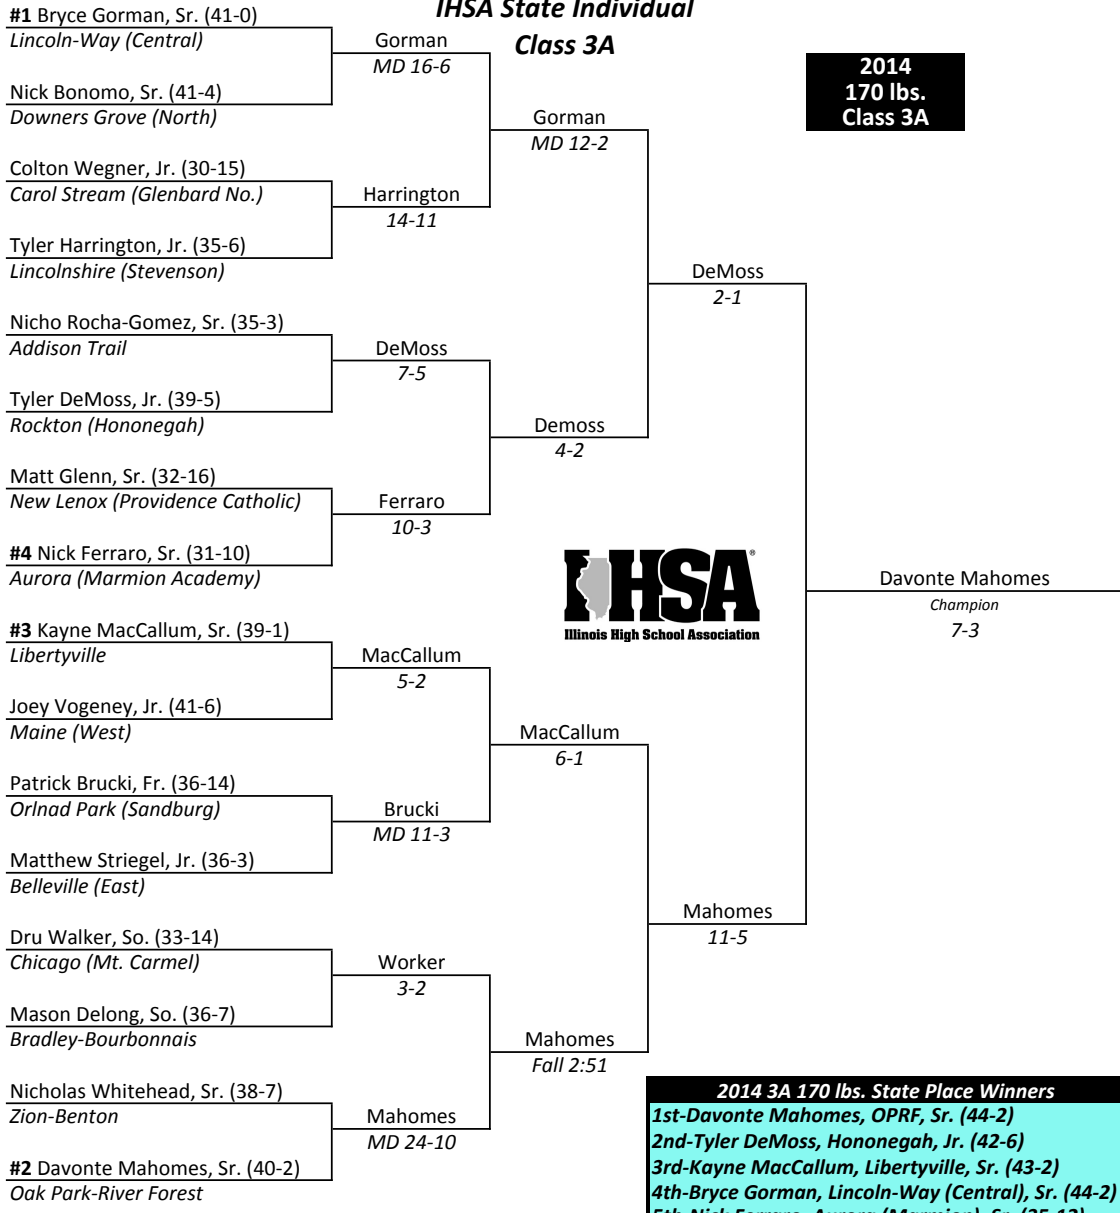 IHSA State Individual
Class 3A
2014
170 lbs.
Class 3A
#1 Bryce Gorman, Sr. (41-0)
Lincoln-Way (Central)
Nick Bonomo, Sr. (41-4)
Downers Grove (North)
Colton Wegner, Jr. (30-15)
Carol Stream (Glenbard No.)
Tyler Harrington, Jr. (35-6)
Lincolnshire (Stevenson)
Nicho Rocha-Gomez, Sr. (35-3)
Addison Trail
Tyler DeMoss, Jr. (39-5)
Rockton (Hononegah)
Matt Glenn, Sr. (32-16)
New Lenox (Providence Catholic)
#4 Nick Ferraro, Sr. (31-10)
Aurora (Marmion Academy)
#3 Kayne MacCallum, Sr. (39-1)
Libertyville
Joey Vogeney, Jr. (41-6)
Maine (West)
Patrick Brucki, Fr. (36-14)
Orlnad Park (Sandburg)
Matthew Striegel, Jr. (36-3)
Belleville (East)
Dru Walker, So. (33-14)
Chicago (Mt. Carmel)
Mason Delong, So. (36-7)
Bradley-Bourbonnais
Nicholas Whitehead, Sr. (38-7)
Zion-Benton
#2 Davonte Mahomes, Sr. (40-2)
Oak Park-River Forest
Gorman
MD 16-6
Harrington
14-11
DeMoss
7-5
Ferraro
10-3
MacCallum
5-2
Brucki
MD 11-3
Worker
3-2
Mahomes
MD 24-10
Gorman
MD 12-2
Demoss
4-2
MacCallum
6-1
Mahomes
Fall 2:51
DeMoss
2-1
Mahomes
11-5
Davonte Mahomes
Champion
7-3
IHSA®
Illinois High School Association
2014 3A 170 lbs. State Place Winners
1st-Davonte Mahomes, OPRF, Sr. (44-2)
2nd-Tyler DeMoss, Hononegah, Jr. (42-6)
3rd-Kayne MacCallum, Libertyville, Sr. (43-2)
4th-Bryce Gorman, Lincoln-Way (Central), Sr. (44-2)
5th-Nick Ferraro, Aurora (Marmion), Sr. (35-12)